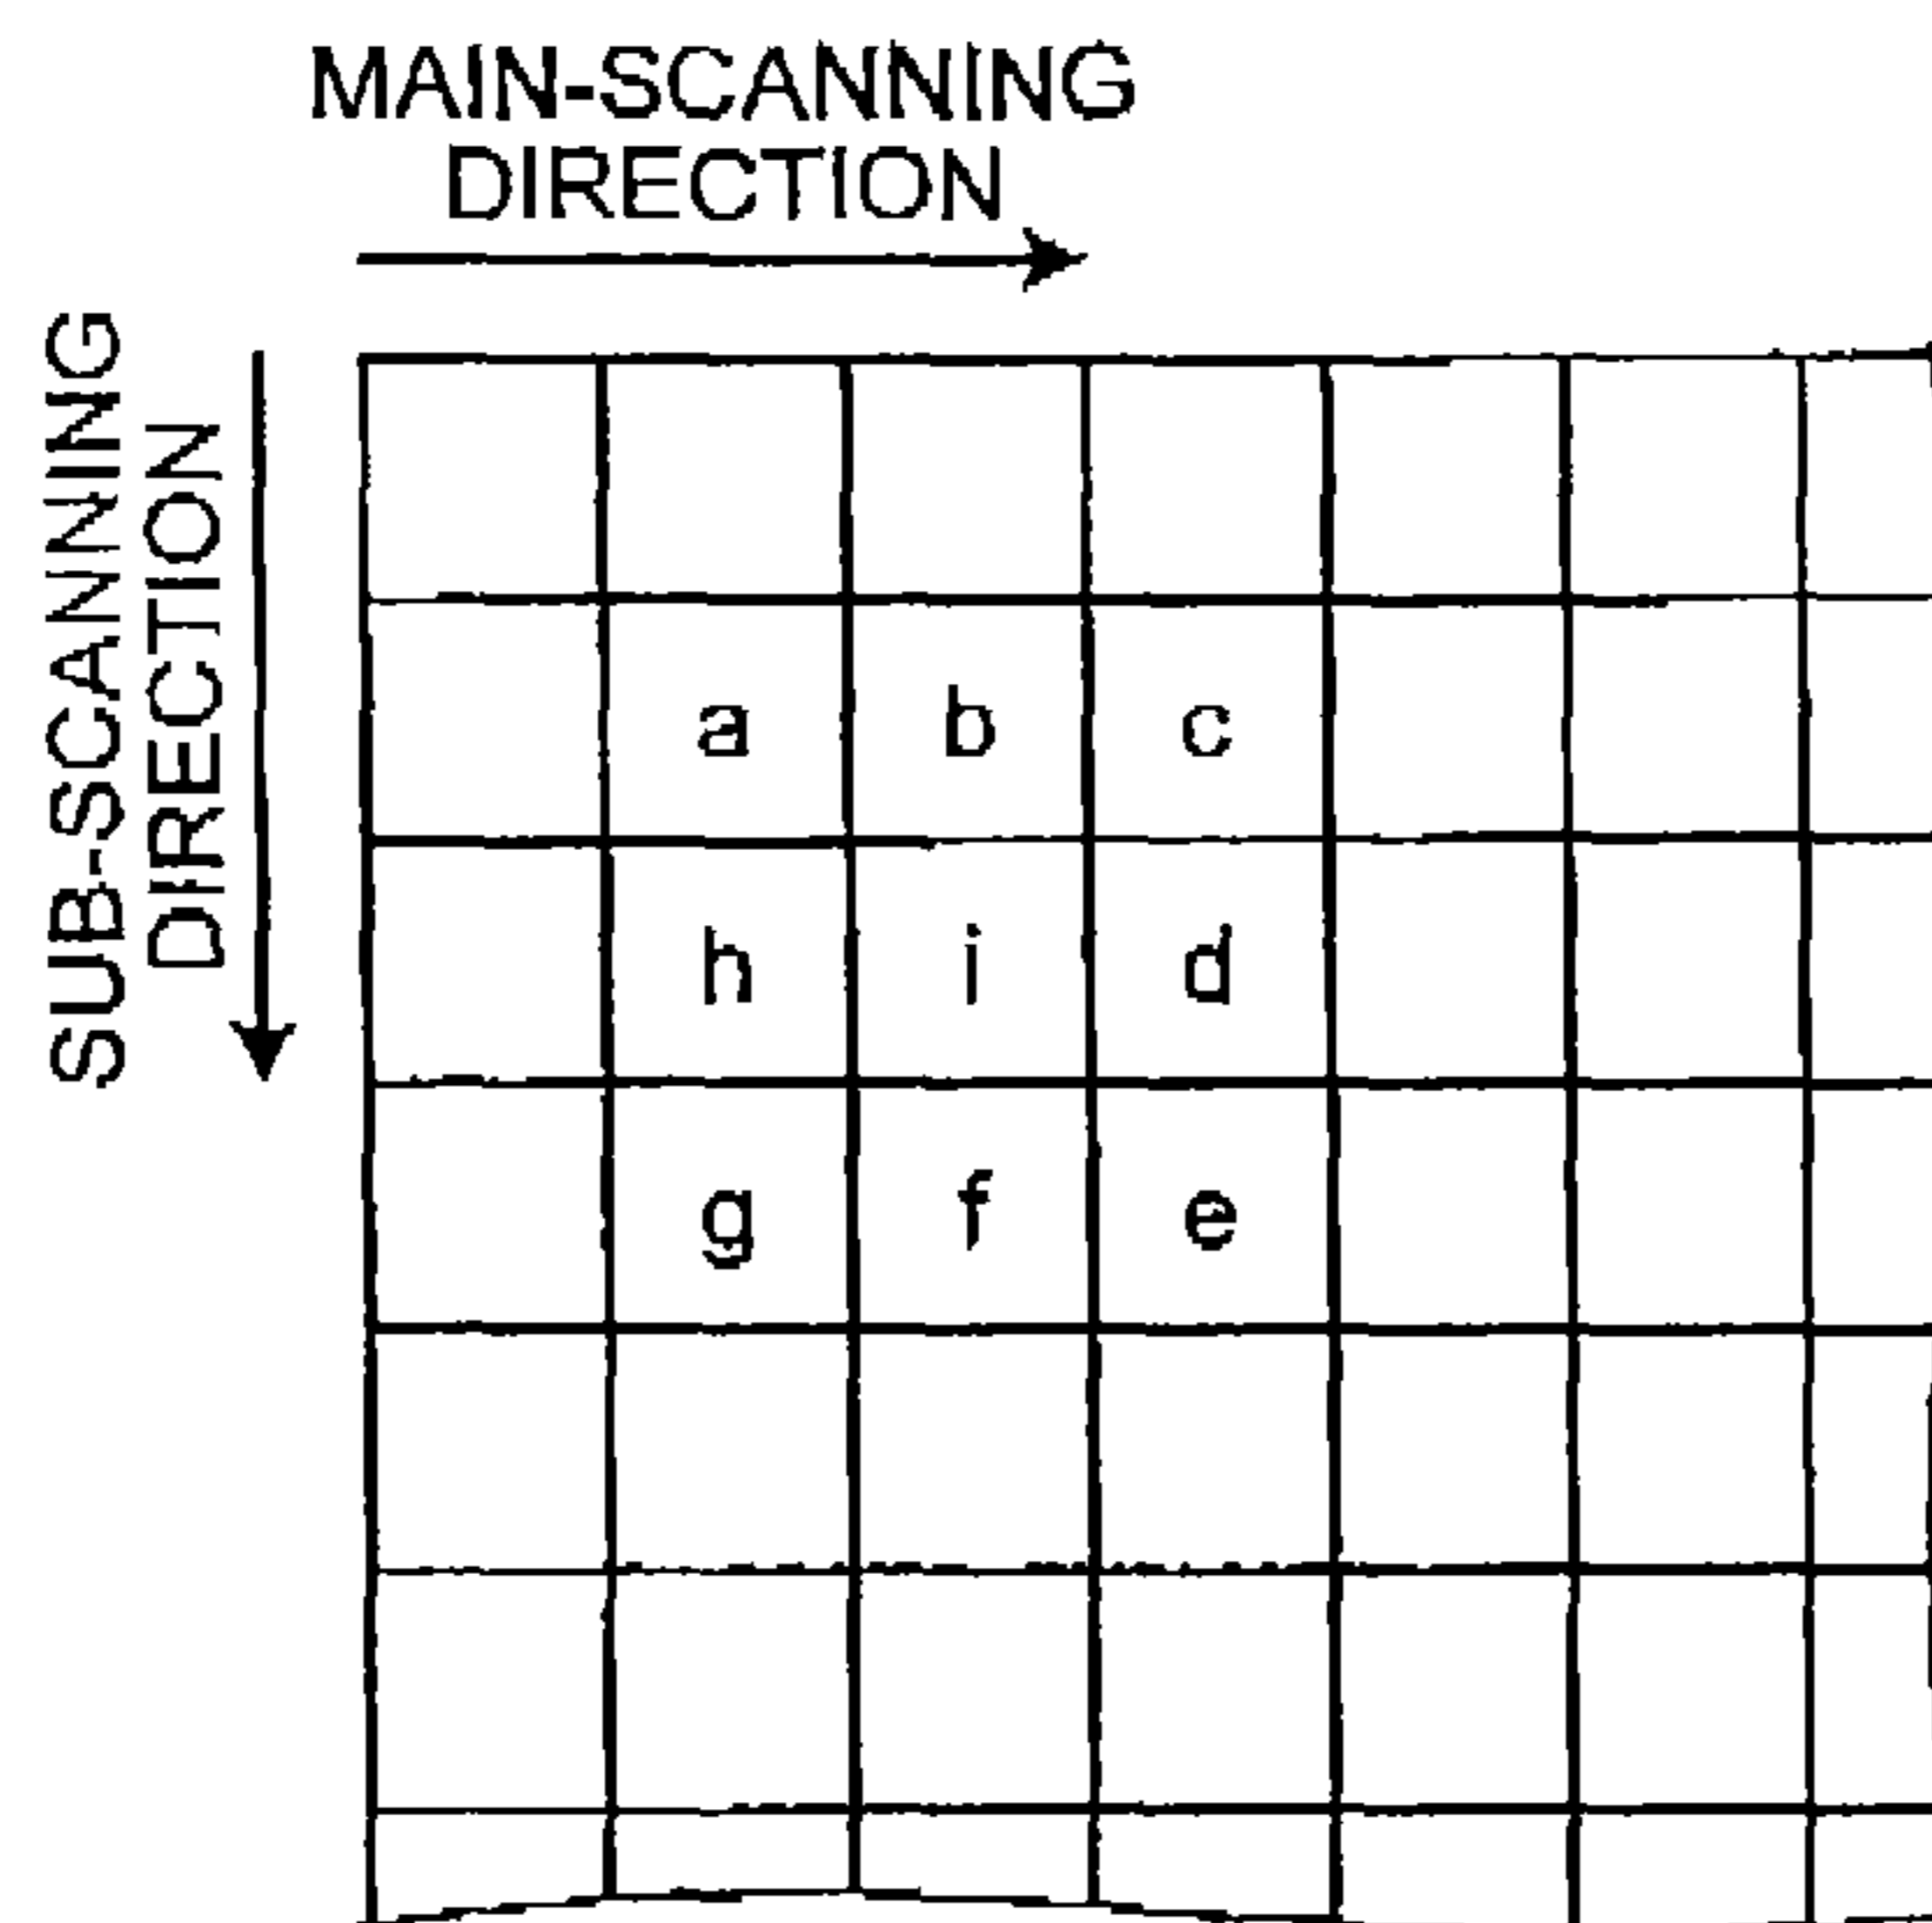 MAIN-SCANNING
DIRECTION
SUB-SCANNING
DIRECTION
a b c
h i d
g f e